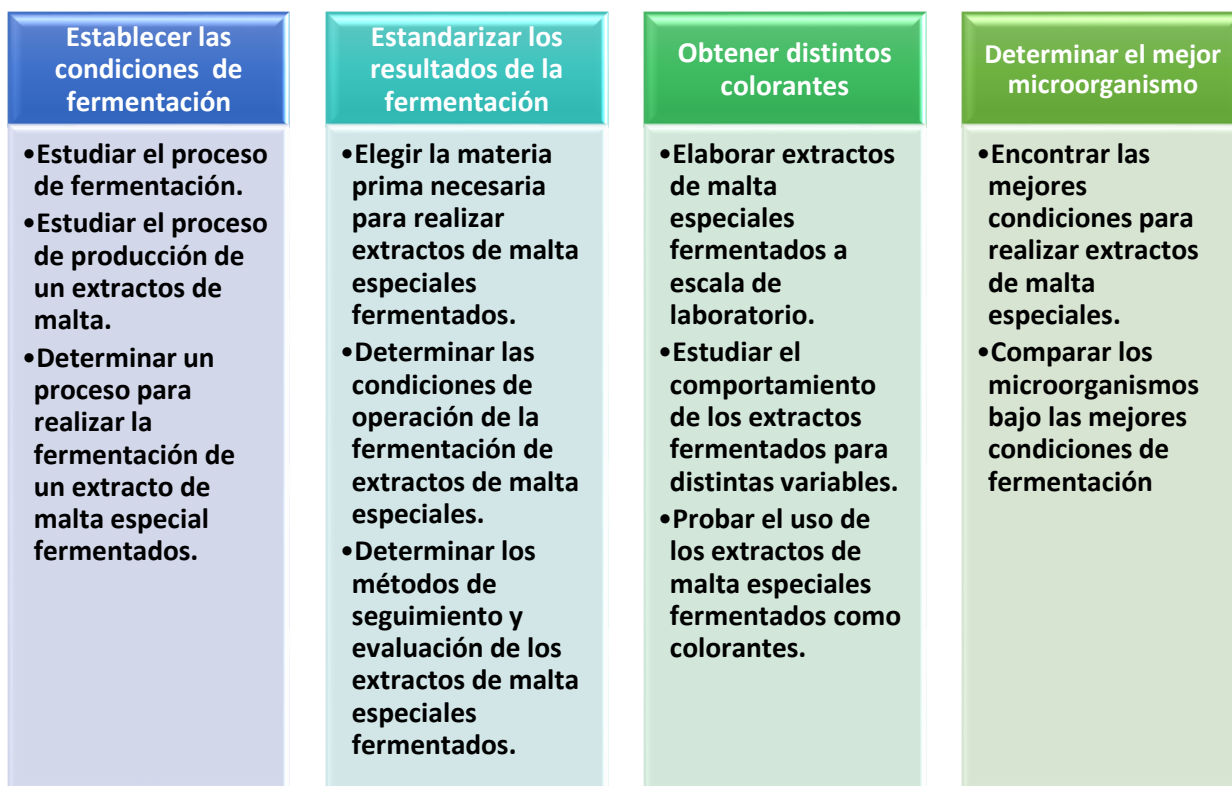 Establecer las
condiciones de
fermentación
•Estudiar el proceso
de fermentación.
•Estudiar el proceso
de producción de
un extractos de
malta.
•Determinar un
proceso para
realizar la
fermentación de
un extracto de
malta especial
fermentados.
Estandarizar los
resultados de la
fermentación
•Elegir la materia
prima necesaria
para realizar
extractos de malta
especiales
fermentados.
•Determinar las
condiciones de
operación de la
fermentación de
extractos de malta
especiales.
•Determinar los
métodos de
seguimiento y
evaluación de los
extractos de malta
especiales
fermentados.
Obtener distintos
colorantes
•Elaborar extractos
de malta
especiales
fermentados a
escala de
laboratorio.
•Estudiar el
comportamiento
de los extractos
fermentados para
distintas variables.
•Probar el uso de
los extractos de
malta especiales
fermentados como
colorantes.
Determinar el mejor
microorganismo
•Encontrar las
mejores
condiciones para
realizar extractos
de malta
especiales.
•Comparar los
microorganismos
bajo las mejores
condiciones de
fermentación